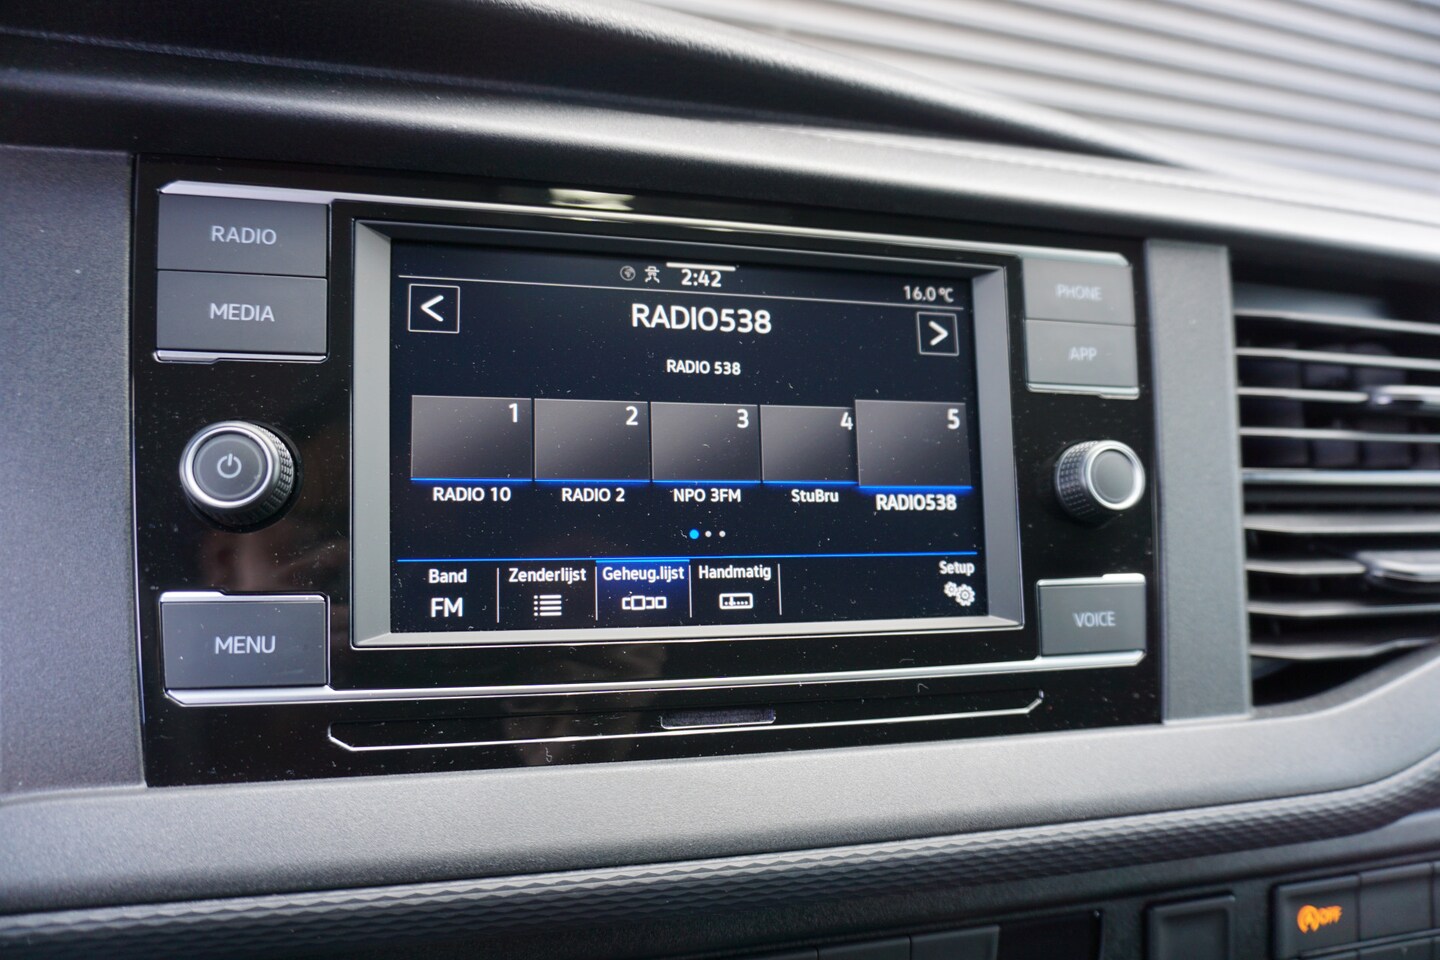 RADIO
MEDIA
MENU
2:42
16.0°C
RADIO538
RADIO 538
1 2 3 4 5
RADIO 10 RADIO 2 NPO 3FM StuBru RADIO538
Band Zenderlijst Geheug.lijst Handmatig Setup
FM
PHONE
APP
VOICE
A OFF